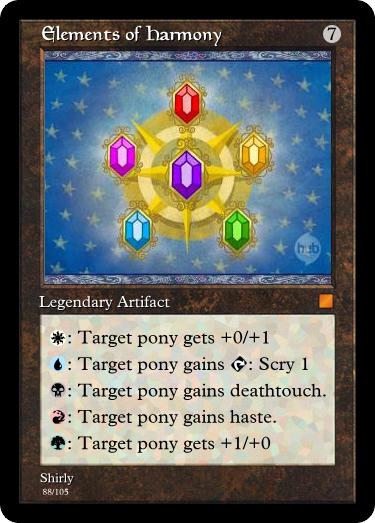 Elements of Harmony 7
hub
Legendary Artifact
: Target pony gets +0/+1
: Target pony gains : Scry 1
: Target pony gains deathtouch.
: Target pony gains haste.
: Target pony gets +1/+0
Shirly
88/105